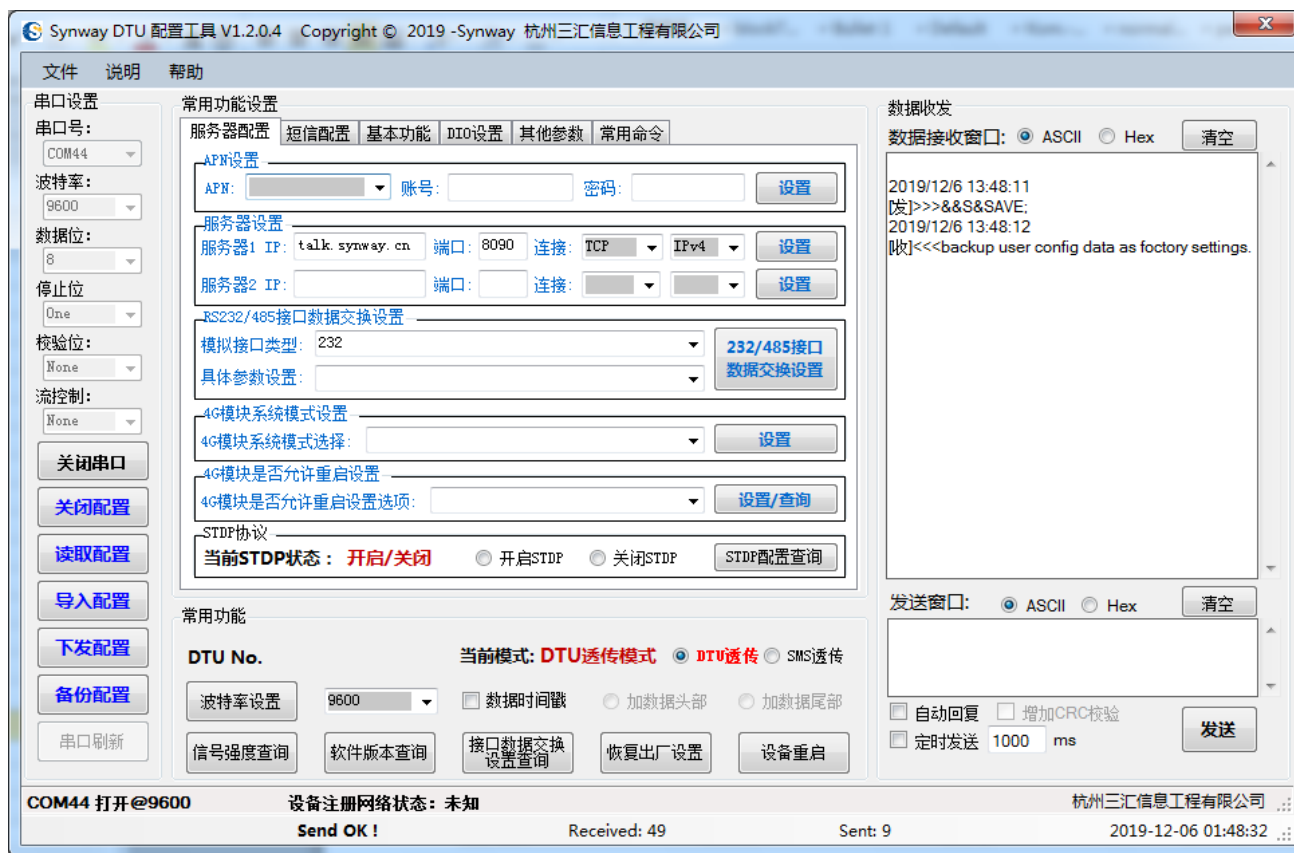 Synway DTU 配置工具 V1.2.0.4 Copyright © 2019 -Synway 杭州三汇信息工程有限公司
文件 说明 帮助
串口设置
串口号:
COM44
波特率:
9600
数据位:
8
停止位
One
校验位:
None
流控制:
None
关闭串口
关闭配置
读取配置
导入配置
下发配置
备份配置
串口刷新
常用功能设置
服务器配置 短信配置 基本功能 DIO设置 其他参数 常用命令
APN设置
APN: 账号: 密码: 设置
服务器设置
服务器1 IP: talk.synway.cn 端口: 8090 连接: TCP IPv4 设置
服务器2 IP: 端口: 连接: 设置
RS232/485接口数据交换设置
模拟接口类型: 232
具体参数设置:
232/485接口
数据交换设置
4G模块系统模式设置
4G模块系统模式选择: 设置
4G模块是否允许重启设置
4G模块是否允许重启设置选项: 设置/查询
STDP协议
当前STDP状态: 开启/关闭 开启STDP 关闭STDP STDP配置查询
常用功能
DTU No. 当前模式: DTU透传模式 DTU透传 SMS透传
波特率设置 9600 数据时间戳 加数据头部 加数据尾部
信号强度查询 软件版本查询 接口数据交换
设置查询 恢复出厂设置 设备重启
数据收发
数据接收窗口: ASCII Hex 清空
2019/12/6 13:48:11
[发]>>>&&S&SAVE;
2019/12/6 13:48:12
[收]<<<backup user config data as foctory settings.
发送窗口: ASCII Hex 清空
自动回复 增加CRC校验
定时发送 1000 ms
发送
COM44 打开@9600 设备注册网络状态: 未知 杭州三汇信息工程有限公司
Send OK ! Received: 49 Sent: 9 2019-12-06 01:48:32